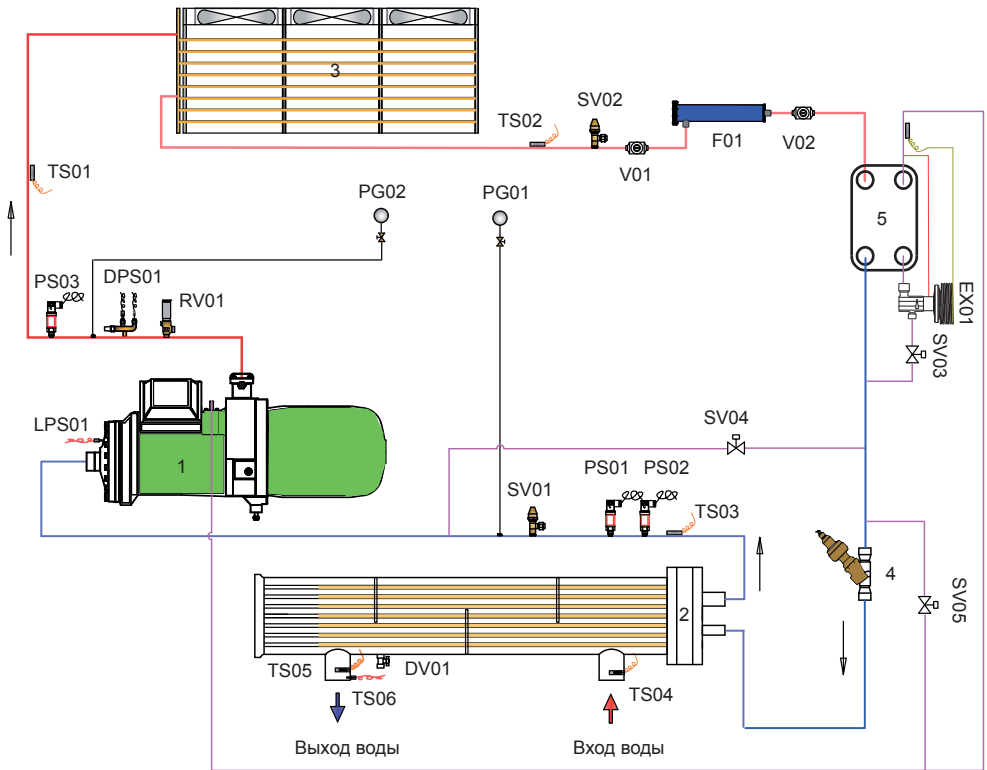 3
SV02
TS02
F01
V02
V01
TS01
PG02
PG01
5
PS03
DPS01
RV01
EX01
SV03
LPS01
SV04
1
PS01
PS02
SV01
TS03
4
SV05
2
TS05
DV01
TS06
TS04
Выход воды
Вход воды